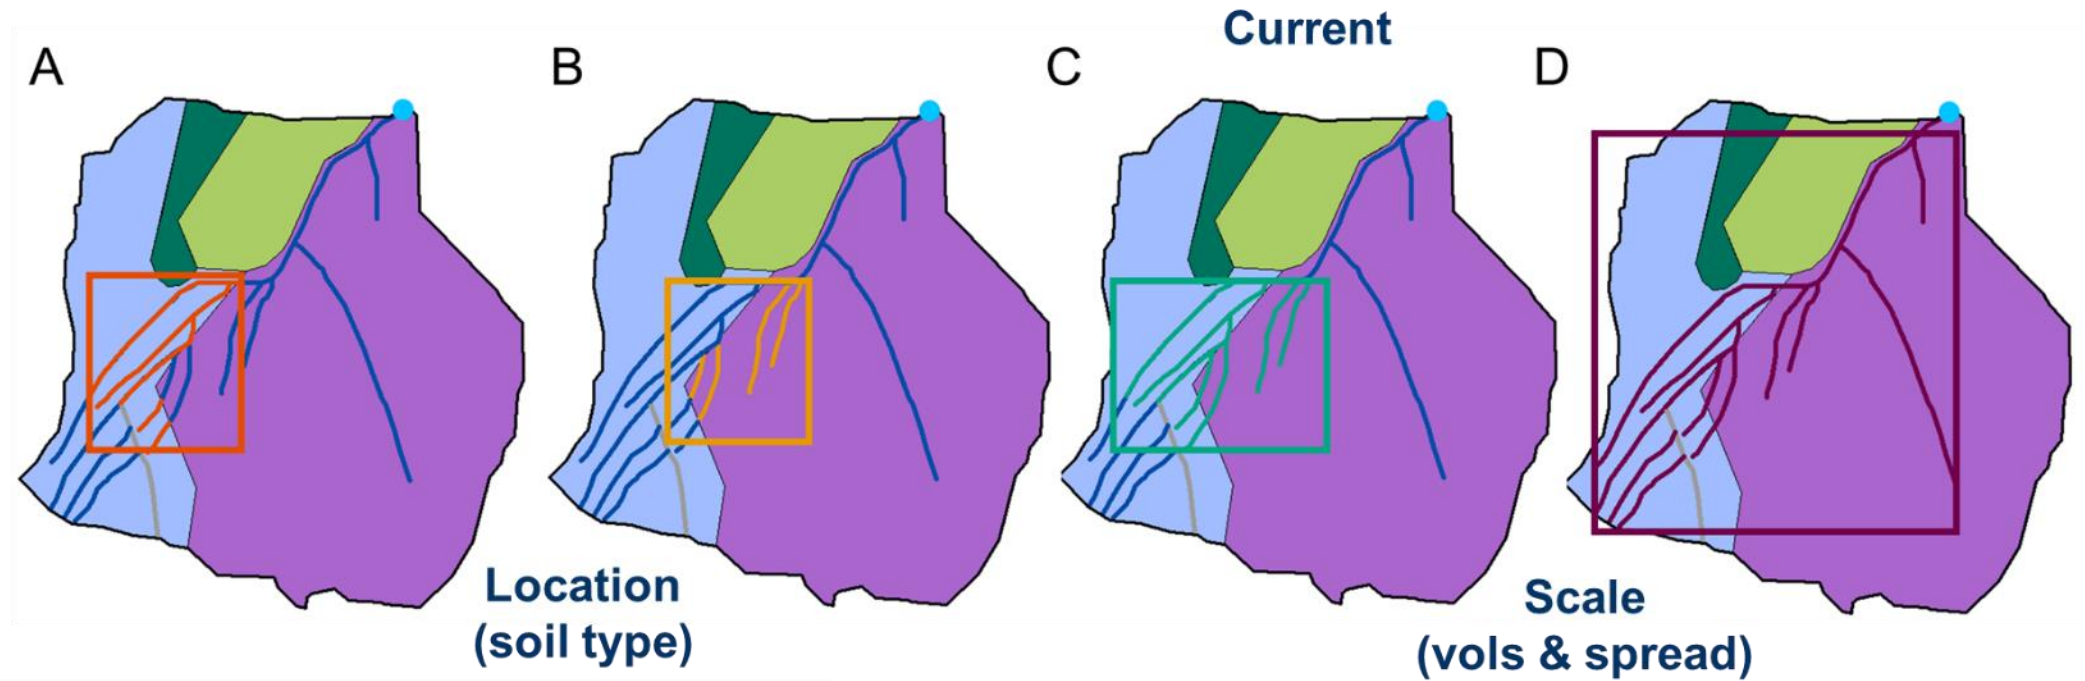 Current
A
B
C
D
Location
(soil type)
Scale
(vols & spread)